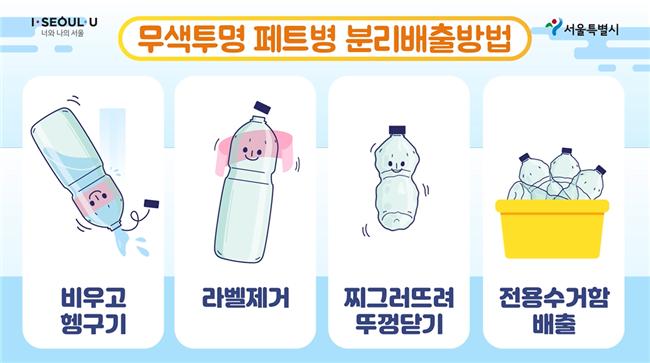 I·SEOUL·U
너와 나의 서울
무색투명 페트병 분리배출방법
서울특별시
비우고
헹구기
라벨제거
찌그러뜨려
뚜껑닫기
전용수거함
배출